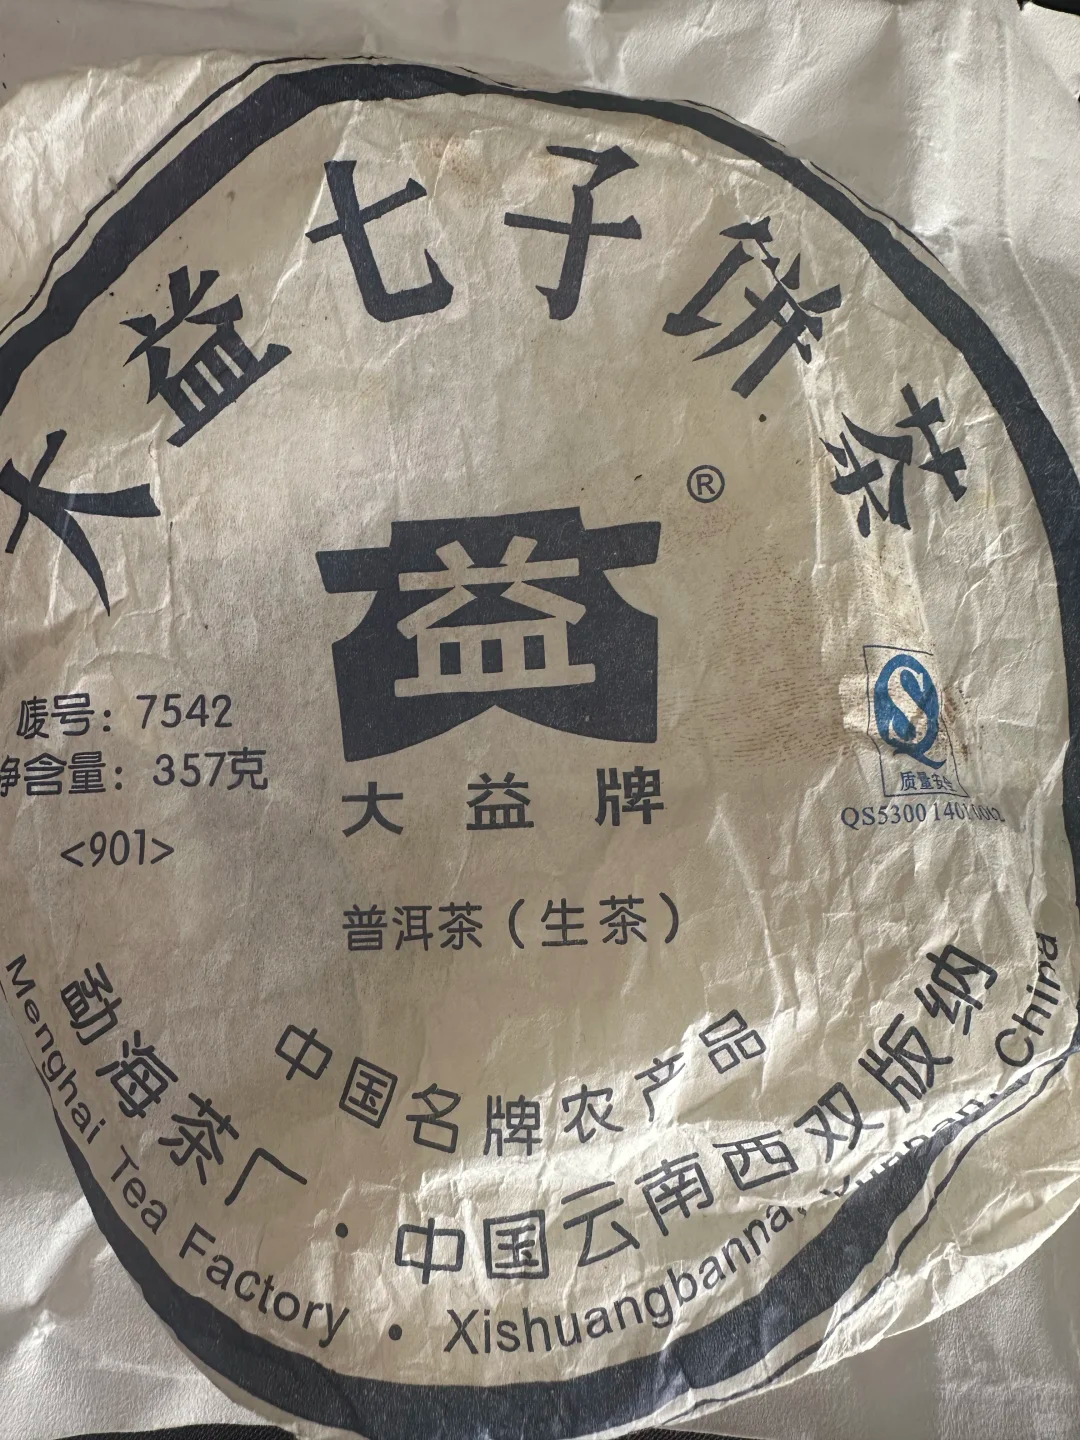 大益七子饼茶
®
益
大益牌
唛号：7542
净含量：357克
<901>
质量安全
普洱茶（生茶）
中国名牌农产品
勐海茶厂·中国云南西双版纳
Menghai Tea Factory · Xishuangbanna, Yunnan, China